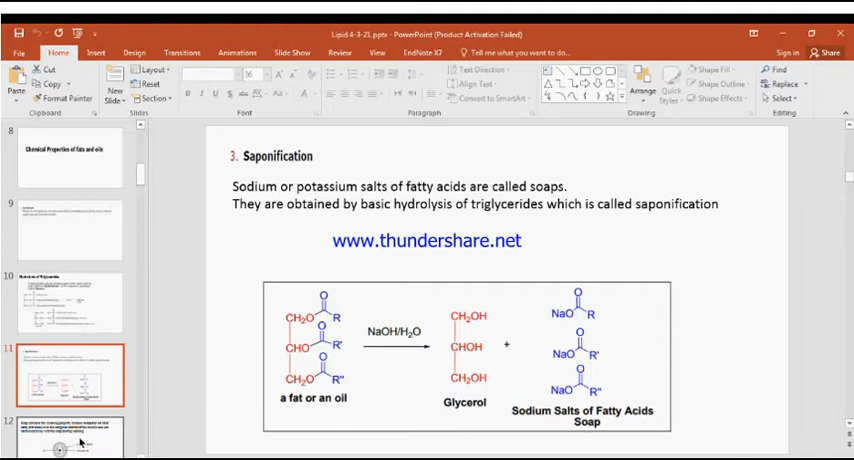 Lipid 4-3-21.pptx - PowerPoint (Product Activation Failed)
File Home Insert Design Transitions Animations Slide Show Review View EndNote X7 Tell me what you want to do... Sign in Share
Cut Copy Format Painter Paste Clipboard
New Slide Layout Reset Section Slides
36 Font
Text Direction Align Text Convert to SmartArt Paragraph
Arrange Quick Styles Shape Fill Shape Outline Shape Effects Drawing
Find Replace Select Editing
8
Chemical Properties of fats and oils
9
10
Hydrolysis of Triglycerides
11
12
3. Saponification
Sodium or potassium salts of fatty acids are called soaps.
They are obtained by basic hydrolysis of triglycerides which is called saponification
www.thundershare.net
O
CH₂O R
O
CHO R'
O
CH₂O R"
a fat or an oil
NaOH/H₂O
CH₂OH
CHOH
CH₂OH
Glycerol
+
O
NaO R
O
NaO R'
O
NaO R"
Sodium Salts of Fatty Acids
Soap